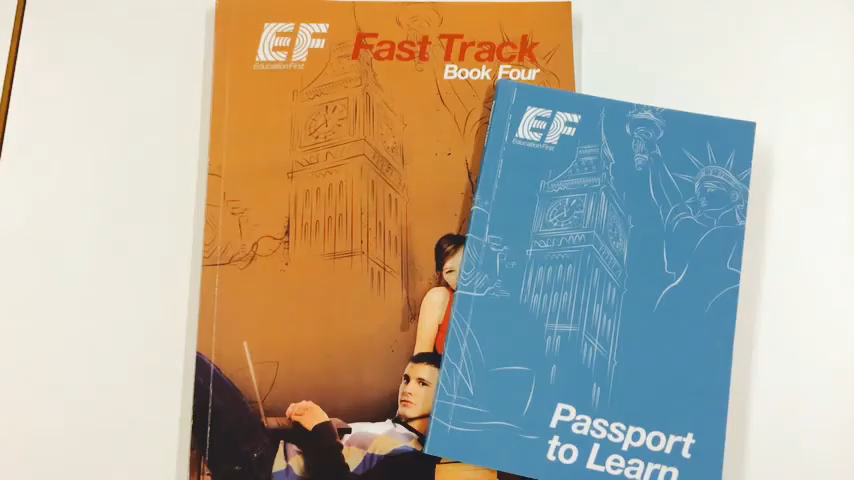 EF
Education First
Fast Track
Book Four
EF
Education First
Passport
to Learn